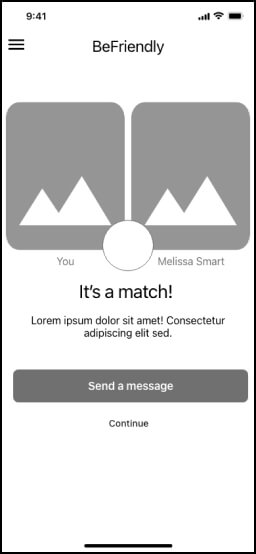 9:41
BeFriendly
You
Melissa Smart
It's a match!
Lorem ipsum dolor sit amet! Consectetur
adipiscing elit sed.
Send a message
Continue